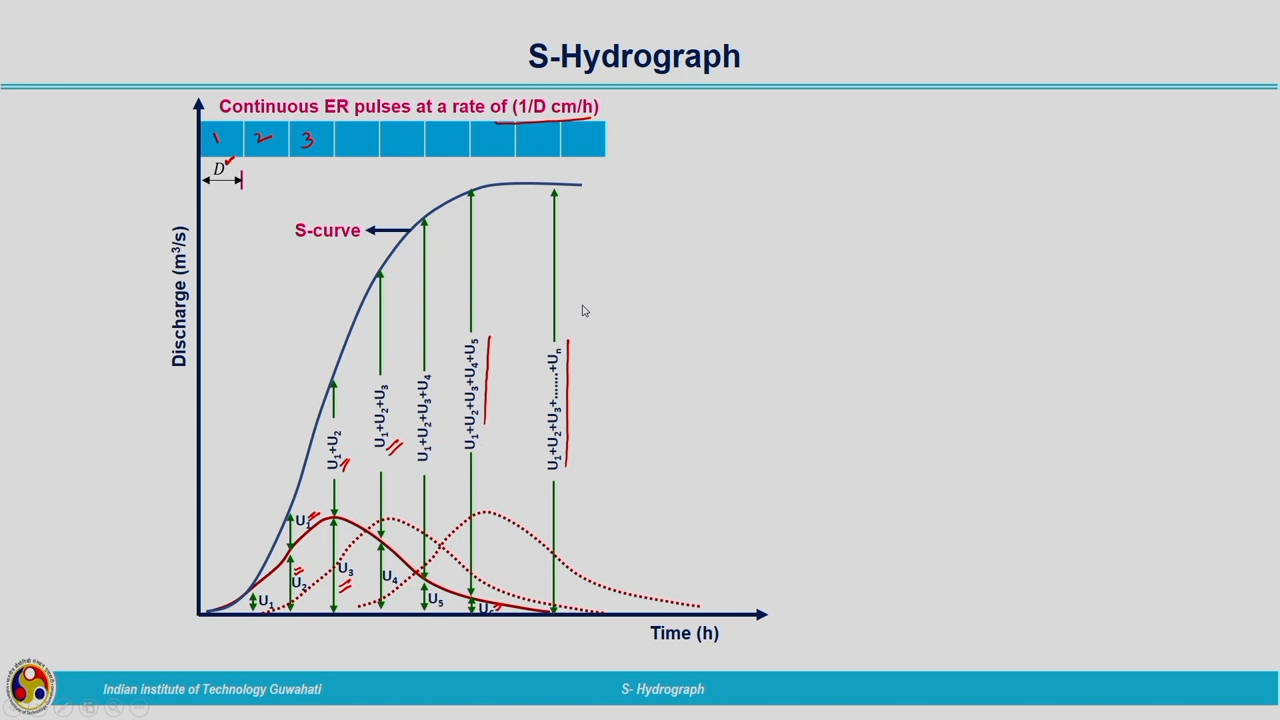 S-Hydrograph
Continuous ER pulses at a rate of (1/D cm/h)
1 2 3
D
S-curve
Discharge (m³/s)
U₁+U₂
U₁+U₂+U₃
U₁+U₂+U₃+U₄
U₁+U₂+U₃+U₄+U₅
U₁+U₂+U₃+........+Uₙ
U₁
U₁
U₂
U₃
U₄
U₅
Time (h)
Indian institute of Technology Guwahati
S- Hydrograph